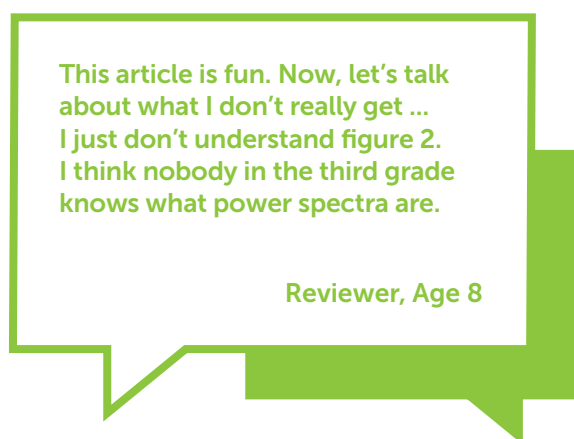 This article is fun. Now, let’s talk
about what I don’t really get ...
I just don’t understand figure 2.
I think nobody in the third grade
knows what power spectra are.
Reviewer, Age 8